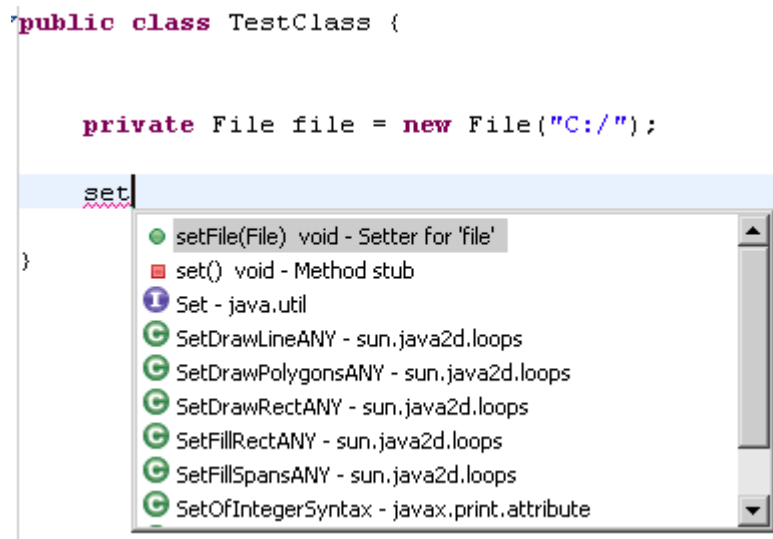 public class TestClass {
private File file = new File("C:/");
set
setFile(File) void - Setter for 'file'
set() void - Method stub
I Set - java.util
C SetDrawLineANY - sun.java2d.loops
C SetDrawPolygonsANY - sun.java2d.loops
C SetDrawRectANY - sun.java2d.loops
C SetFillRectANY - sun.java2d.loops
C SetFillSpansANY - sun.java2d.loops
C SetOfIntegerSyntax - javax.print.attribute
}